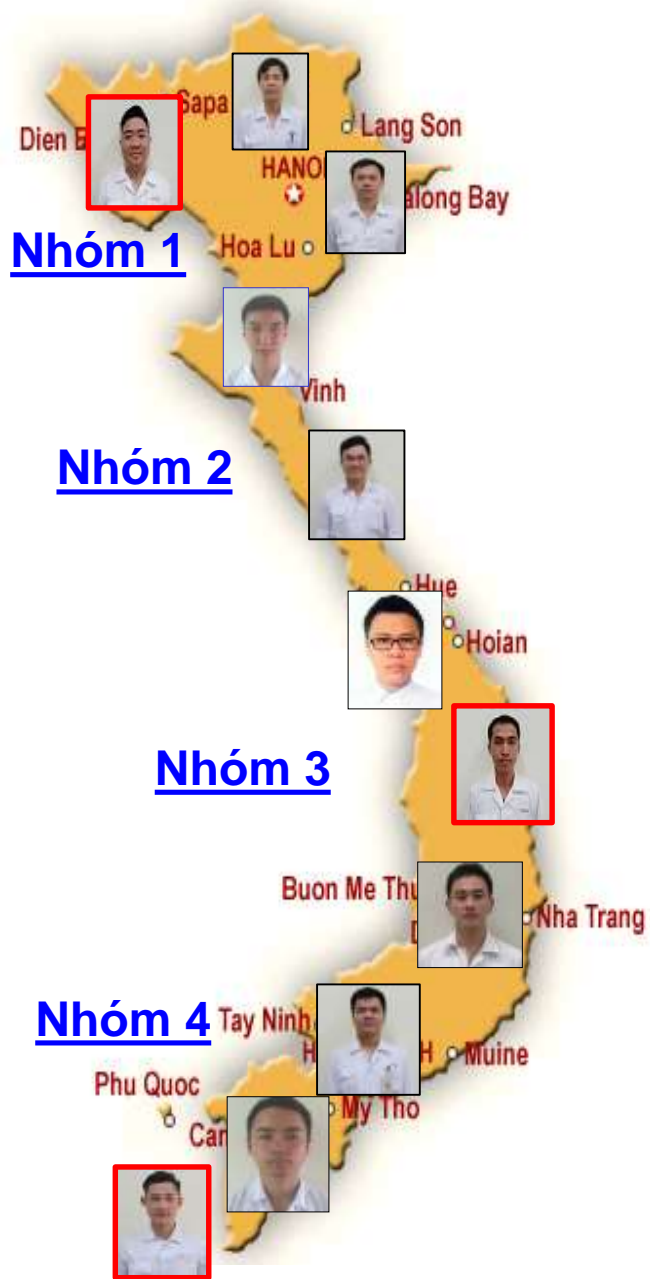 Sapa
Lang Son
Dien
HANOI
along Bay
Nhóm 1
Hoa Lu
Vinh
Nhóm 2
Hue
Hoian
Nhóm 3
Buon Me Thu
Nha Trang
Nhóm 4
Tay Ninh
H
H
Muine
Phu Quoc
My Tho
Can